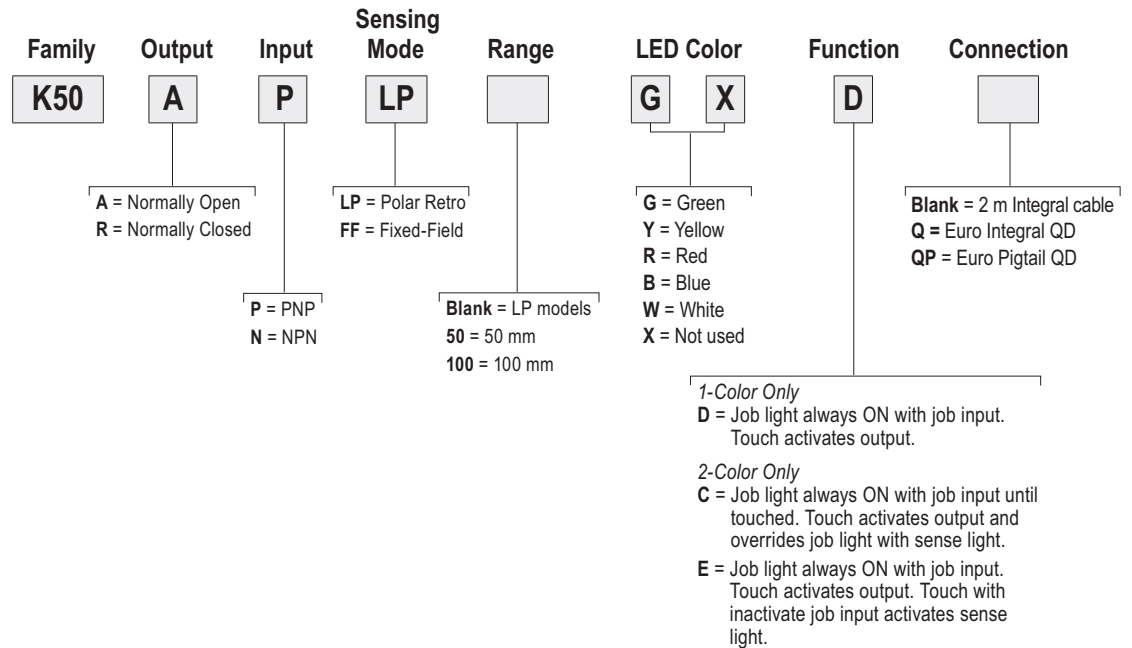 Family
Output
Input
Sensing
Mode
Range
LED Color
Function
Connection
K50
A
P
LP
G
X
D
A = Normally Open
R = Normally Closed
LP = Polar Retro
FF = Fixed-Field
G = Green
Y = Yellow
R = Red
B = Blue
W = White
X = Not used
Blank = 2 m Integral cable
Q = Euro Integral QD
QP = Euro Pigtail QD
P = PNP
N = NPN
Blank = LP models
50 = 50 mm
100 = 100 mm
1-Color Only
D = Job light always ON with job input.
Touch activates output.
2-Color Only
C = Job light always ON with job input until
touched. Touch activates output and
overrides job light with sense light.
E = Job light always ON with job input.
Touch activates output. Touch with
inactivate job input activates sense
light.